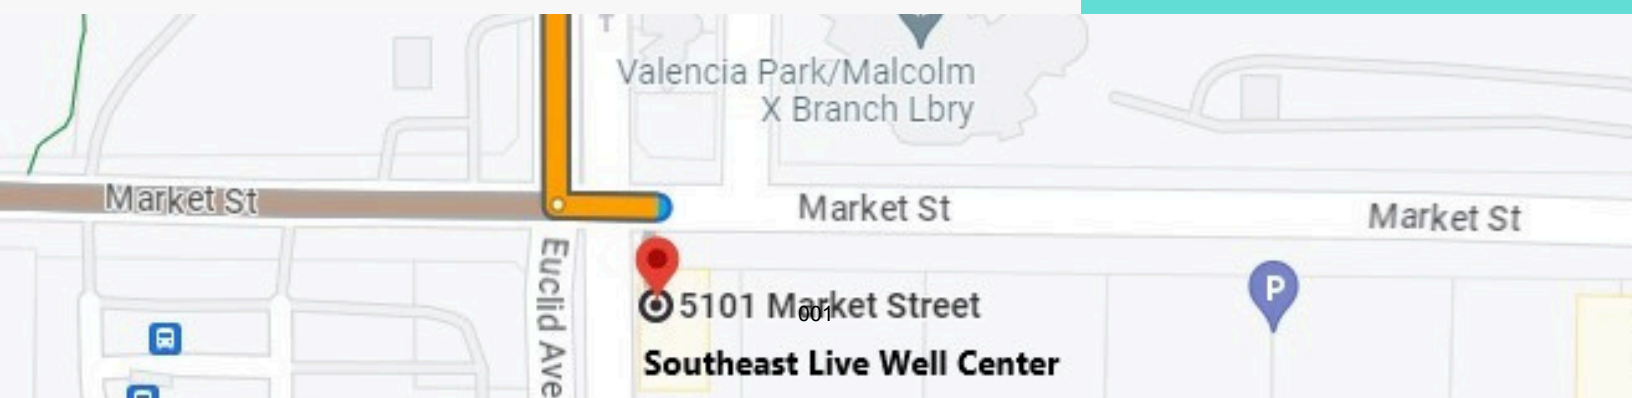 T
Valencia Park/Malcolm
X Branch Lbry
Market St
Market St
Market St
Euclid Ave
5101 Market Street
001
Southeast Live Well Center
P